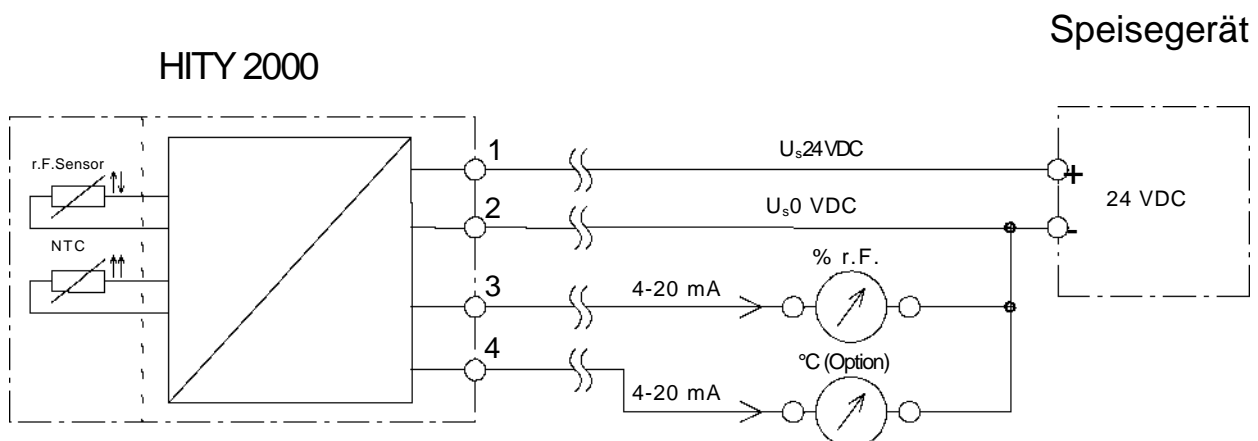 Speisegerät
HITY 2000
r.F.Sensor
NTC
1
2
3
4
Us24VDC
Us0 VDC
+
-
24 VDC
% r.F.
4-20 mA
°C (Option)
4-20 mA